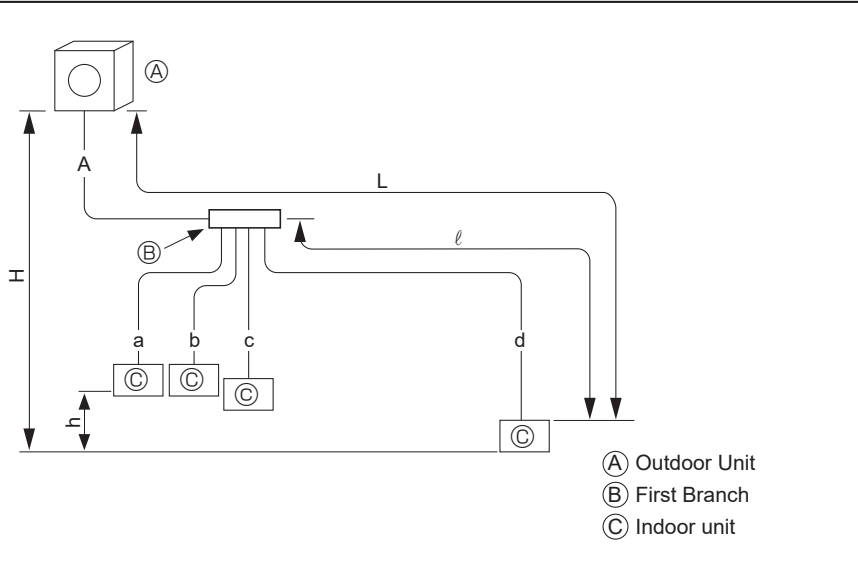 Ⓐ
A
L
Ⓑ
ℓ
H
a b c d
Ⓒ Ⓒ Ⓒ
h
Ⓒ
Ⓐ Outdoor Unit
Ⓑ First Branch
Ⓒ Indoor unit